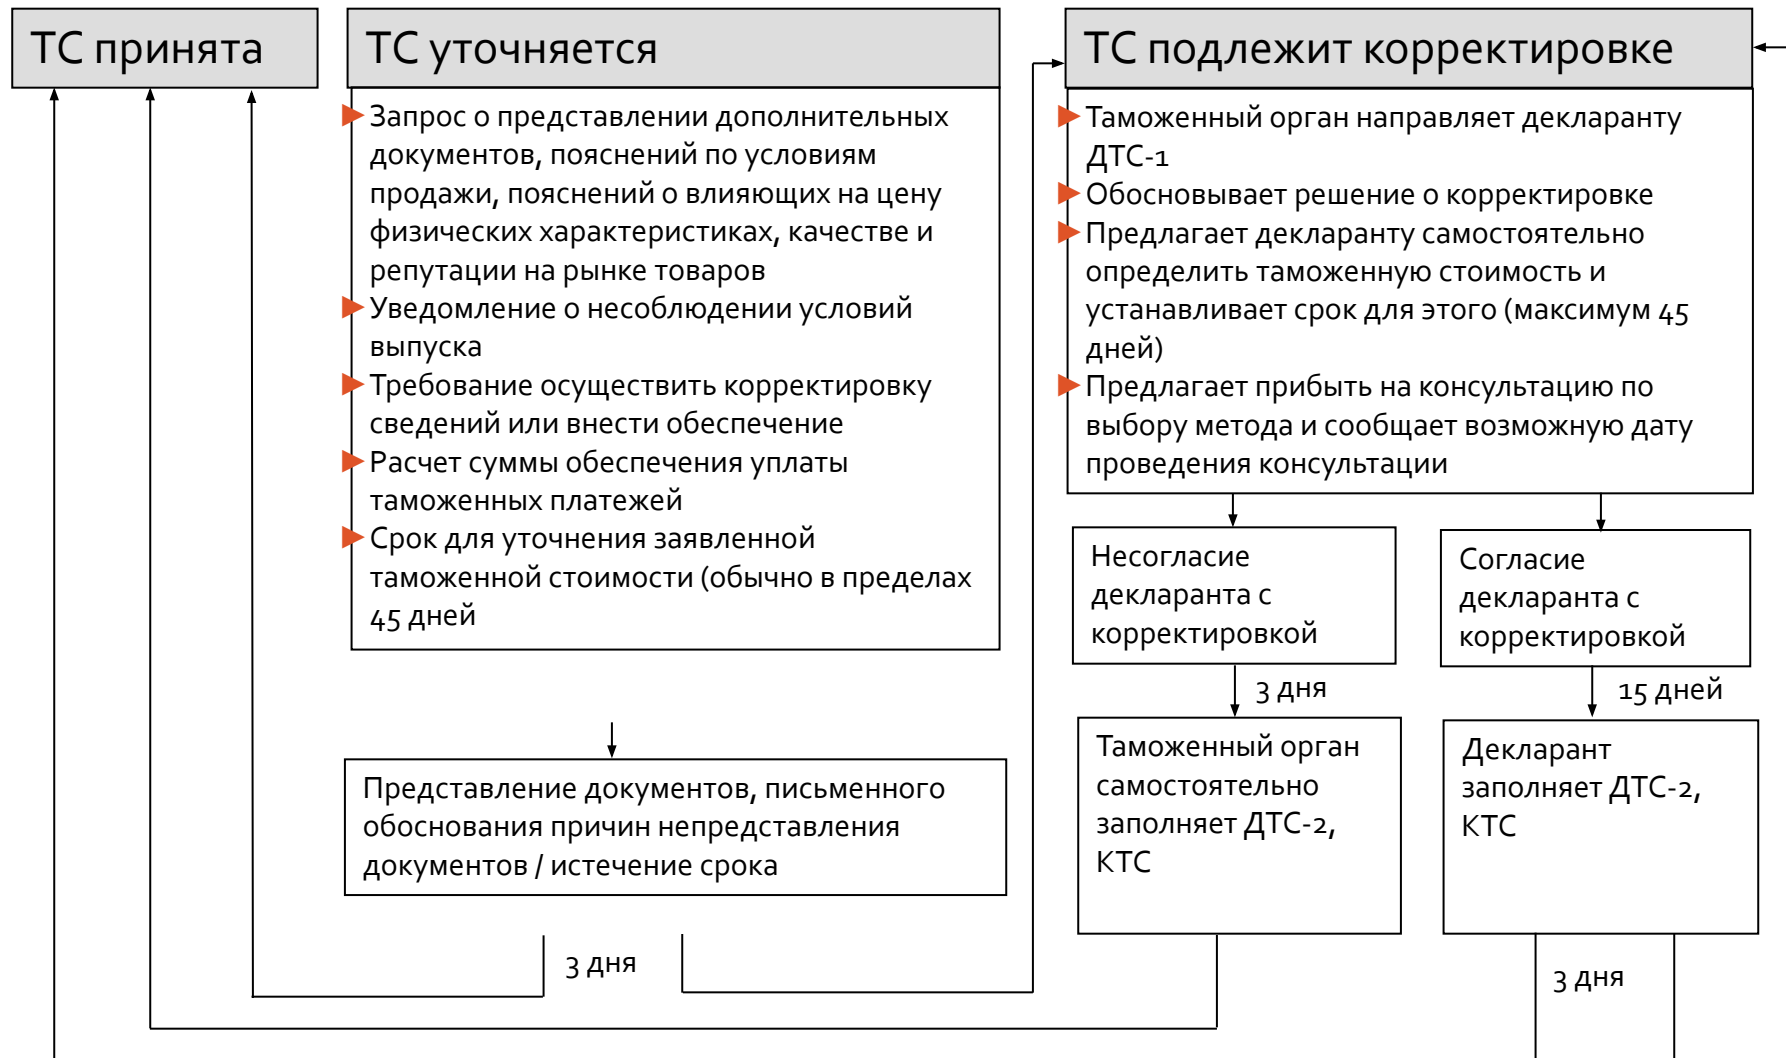 ТС принята
ТС уточняется
Запрос о представлении дополнительных
документов, пояснений по условиям
продажи, пояснений о влияющих на цену
физических характеристиках, качестве и
репутации на рынке товаров
Уведомление о несоблюдении условий
выпуска
Требование осуществить корректировку
сведений или внести обеспечение
Расчет суммы обеспечения уплаты
таможенных платежей
Срок для уточнения заявленной
таможенной стоимости (обычно в пределах
45 дней
Представление документов, письменного
обоснования причин непредставления
документов / истечение срока
3 дня
ТС подлежит корректировке
Таможенный орган направляет декларанту
ДТС-1
Обосновывает решение о корректировке
Предлагает декларанту самостоятельно
определить таможенную стоимость и
устанавливает срок для этого (максимум 45
дней)
Предлагает прибыть на консультацию по
выбору метода и сообщает возможную дату
проведения консультации
Несогласие
декларанта с
корректировкой
3 дня
Таможенный орган
самостоятельно
заполняет ДТС-2,
КТС
Согласие
декларанта с
корректировкой
15 дней
Декларант
заполняет ДТС-2,
КТС
3 дня